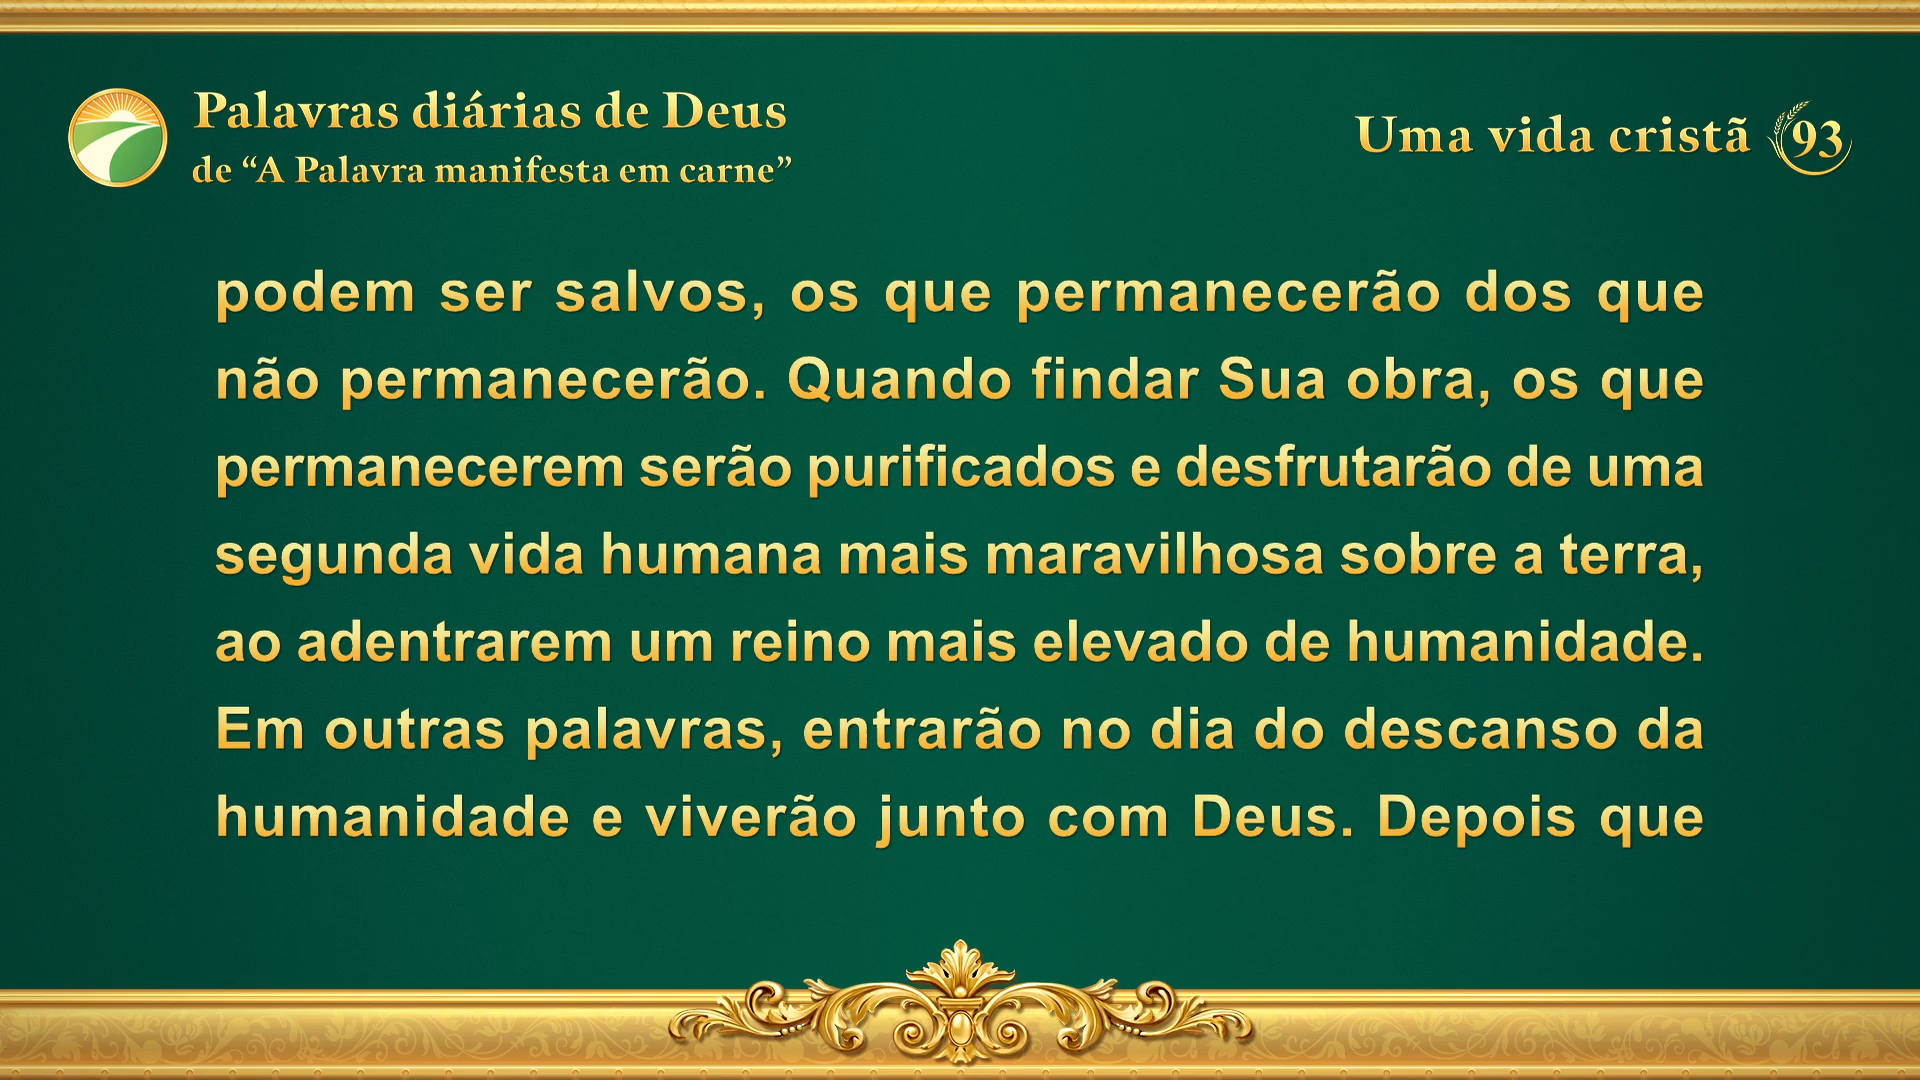 Palavras diárias de Deus
de “A Palavra manifesta em carne”
Uma vida cristã 93
podem ser salvos, os que permanecerão dos que
não permanecerão. Quando findar Sua obra, os que
permanecerem serão purificados e desfrutarão de uma
segunda vida humana mais maravilhosa sobre a terra,
ao adentrarem um reino mais elevado de humanidade.
Em outras palavras, entrarão no dia do descanso da
humanidade e viverão junto com Deus. Depois que